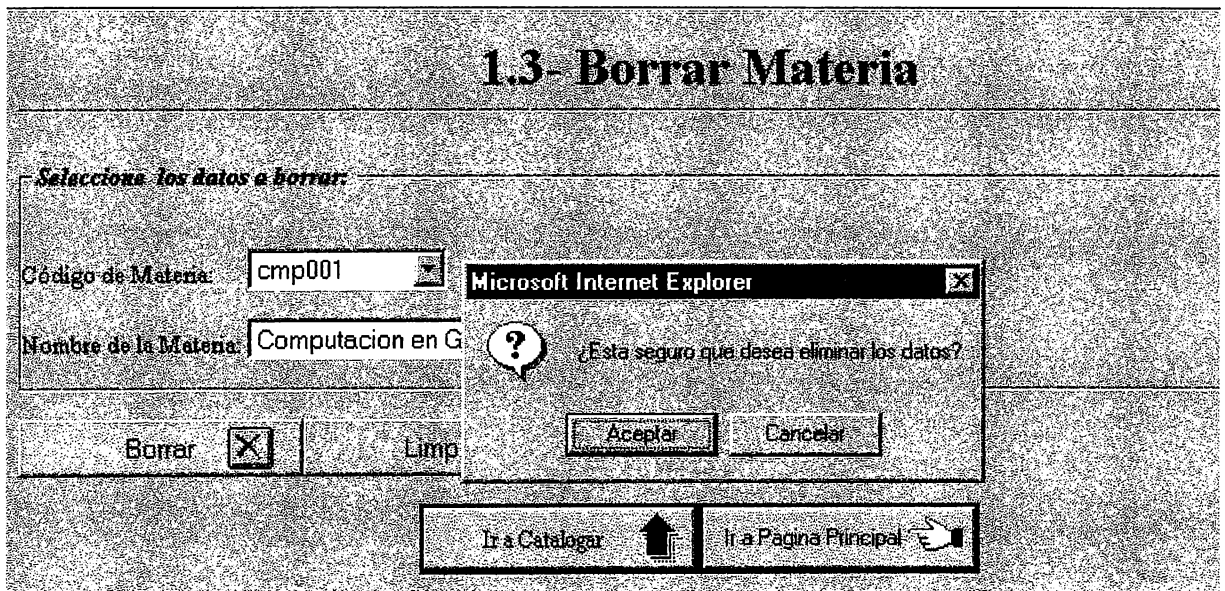 1.3- Borrar Materia
Seleccione los datos a borrar:
Código de Materia: cmp001
Microsoft Internet Explorer
Nombre de la Materia: Computacion en G
¿Esta seguro que desea eliminar los datos?
Aceptar Cancelar
Borrar Limp
Ir a Catalogar Ir a Pagina Principal